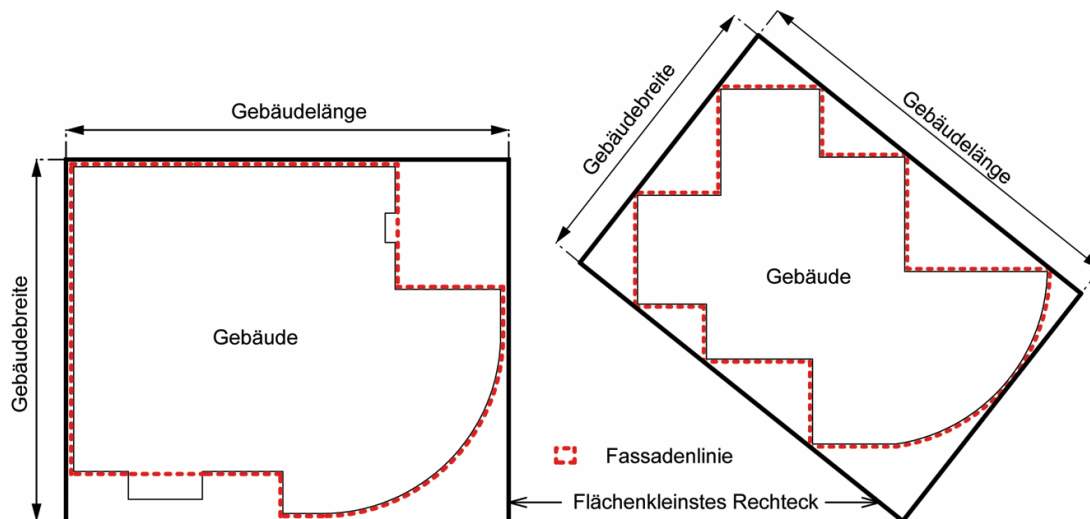 Gebäudelänge
Gebäudebreite
Gebäude
Gebäudebreite
Gebäudelänge
Gebäude
Fassadenlinie
Flächenkleinstes Rechteck